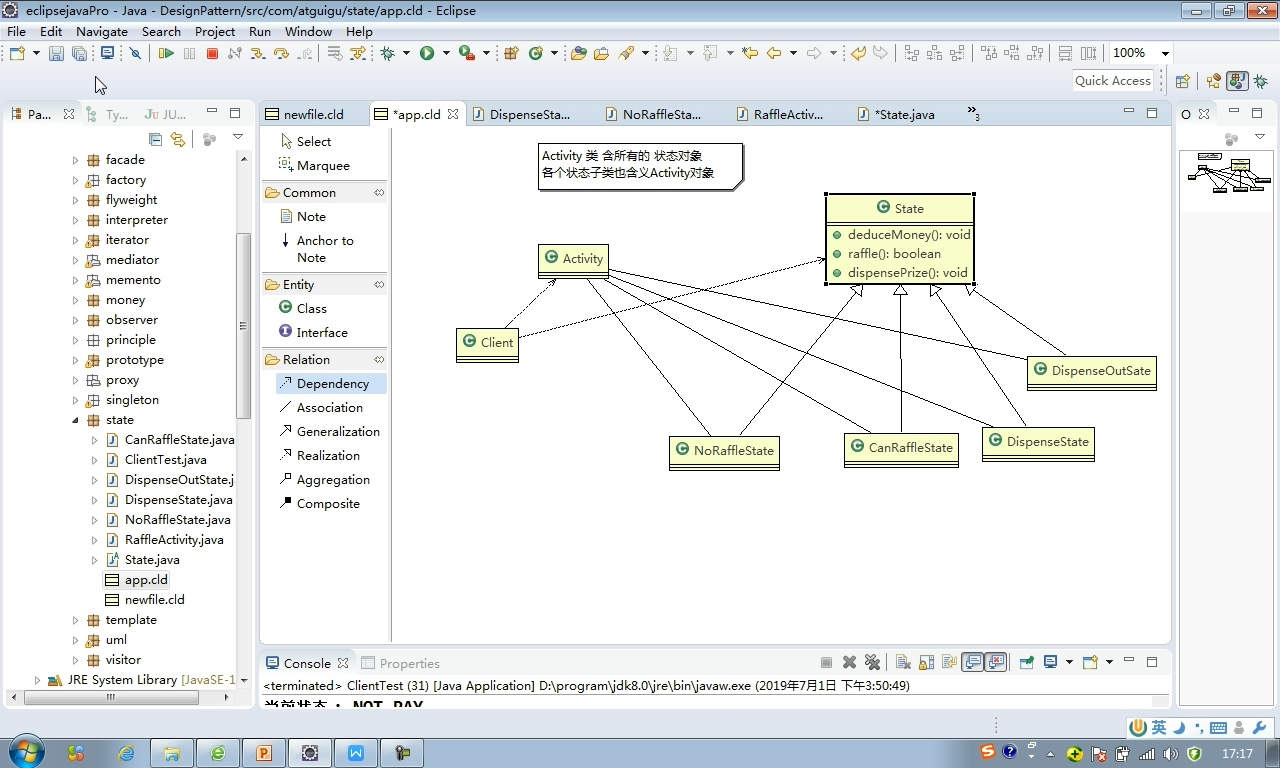 eclipsejavaPro - Java - DesignPattern/src/com/atguigu/state/app.cld - Eclipse
File Edit Navigate Search Project Run Window Help
100%
Quick Access
Pa... Ty... JU...
newfile.cld *app.cld DispenseSta... NoRaffleSta... RaffleActiv... *State.java 3
O
facade
factory
flyweight
interpreter
iterator
mediator
memento
money
observer
principle
prototype
proxy
singleton
state
CanRaffleState.java
ClientTest.java
DispenseOutState.j
DispenseState.java
NoRaffleState.java
RaffleActivity.java
State.java
app.cld
newfile.cld
template
uml
visitor
JRE System Library [JavaSE-1
Select
Marquee
Common
Note
Anchor to
Note
Entity
Class
Interface
Relation
Dependency
Association
Generalization
Realization
Aggregation
Composite
Activity 类 含所有的 状态对象
各个状态子类也含义Activity对象
State
deduceMoney(): void
raffle(): boolean
dispensePrize(): void
Activity
Client
DispenseOutSate
NoRaffleState
CanRaffleState
DispenseState
Console Properties
<terminated> ClientTest (31) [Java Application] D:\program\jdk8.0\jre\bin\javaw.exe (2019年7月1日 下午3:50:49)
当前状态 : NOT PAY
英
17:17